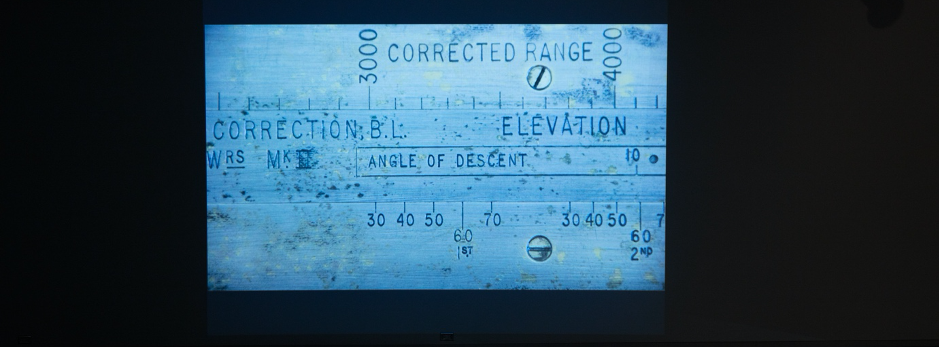 3000 CORRECTED RANGE 4000
CORRECTION. B.L. ELEVATION
WRS MK.
ANGLE OF DESCENT 10
30 40 50 60 70 30 40 50 60 7
1ST 2ND